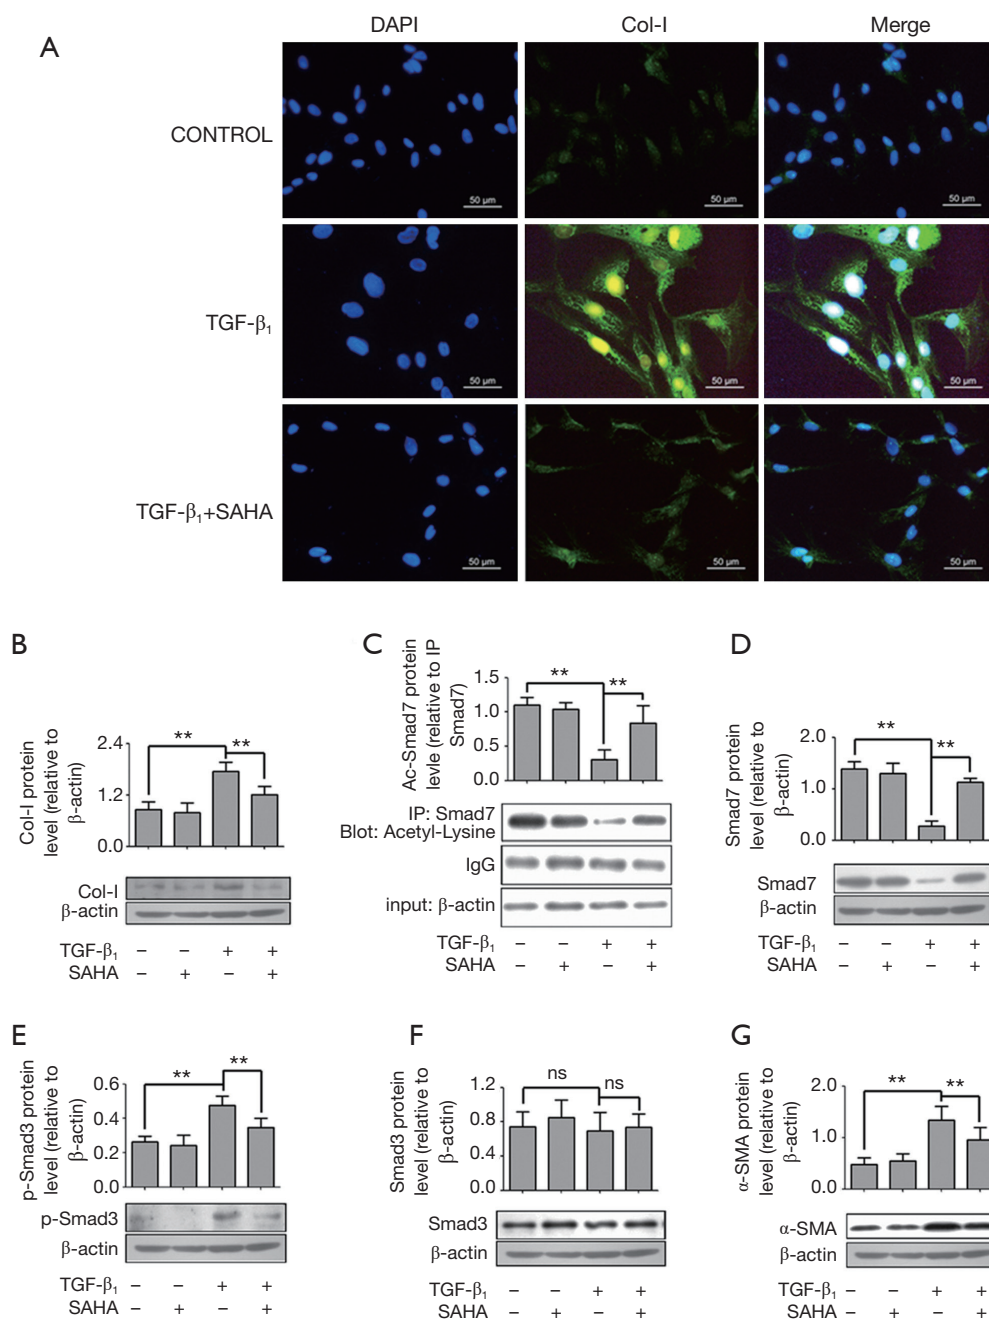 A
DAPI Col-I Merge
CONTROL
50 µm 50 µm 50 µm
TGF-β1
50 µm 50 µm 50 µm
TGF-β1+SAHA
50 µm 50 µm 50 µm
B
Col-I protein
level (relative to
β-actin)
2.4
1.2
0.0
** **
Col-I
β-actin
TGF-β1 – – + +
SAHA – + – +
C
Ac-Smad7 protein
levle (relative to IP
Smad7)
1.5
1.0
0.5
0.0
** **
IP: Smad7
Blot: Acetyl-Lysine
IgG
input: β-actin
TGF-β1 – – + +
SAHA – + – +
D
Smad7 protein
level (relative to
β-actin)
2.0
1.0
0.0
** **
Smad7
β-actin
TGF-β1 – – + +
SAHA – + – +
E
p-Smad3 protein
level (relative to
β-actin)
0.6
0.4
0.2
0.0
** **
p-Smad3
β-actin
TGF-β1 – – + +
SAHA – + – +
F
Smad3 protein
level (relative to
β-actin)
1.2
0.8
0.4
0.0
ns ns
Smad3
β-actin
TGF-β1 – – + +
SAHA – + – +
G
α-SMA protein
level (relative to
β-actin)
2.0
1.0
0.0
** **
α-SMA
β-actin
TGF-β1 – – + +
SAHA – + – +